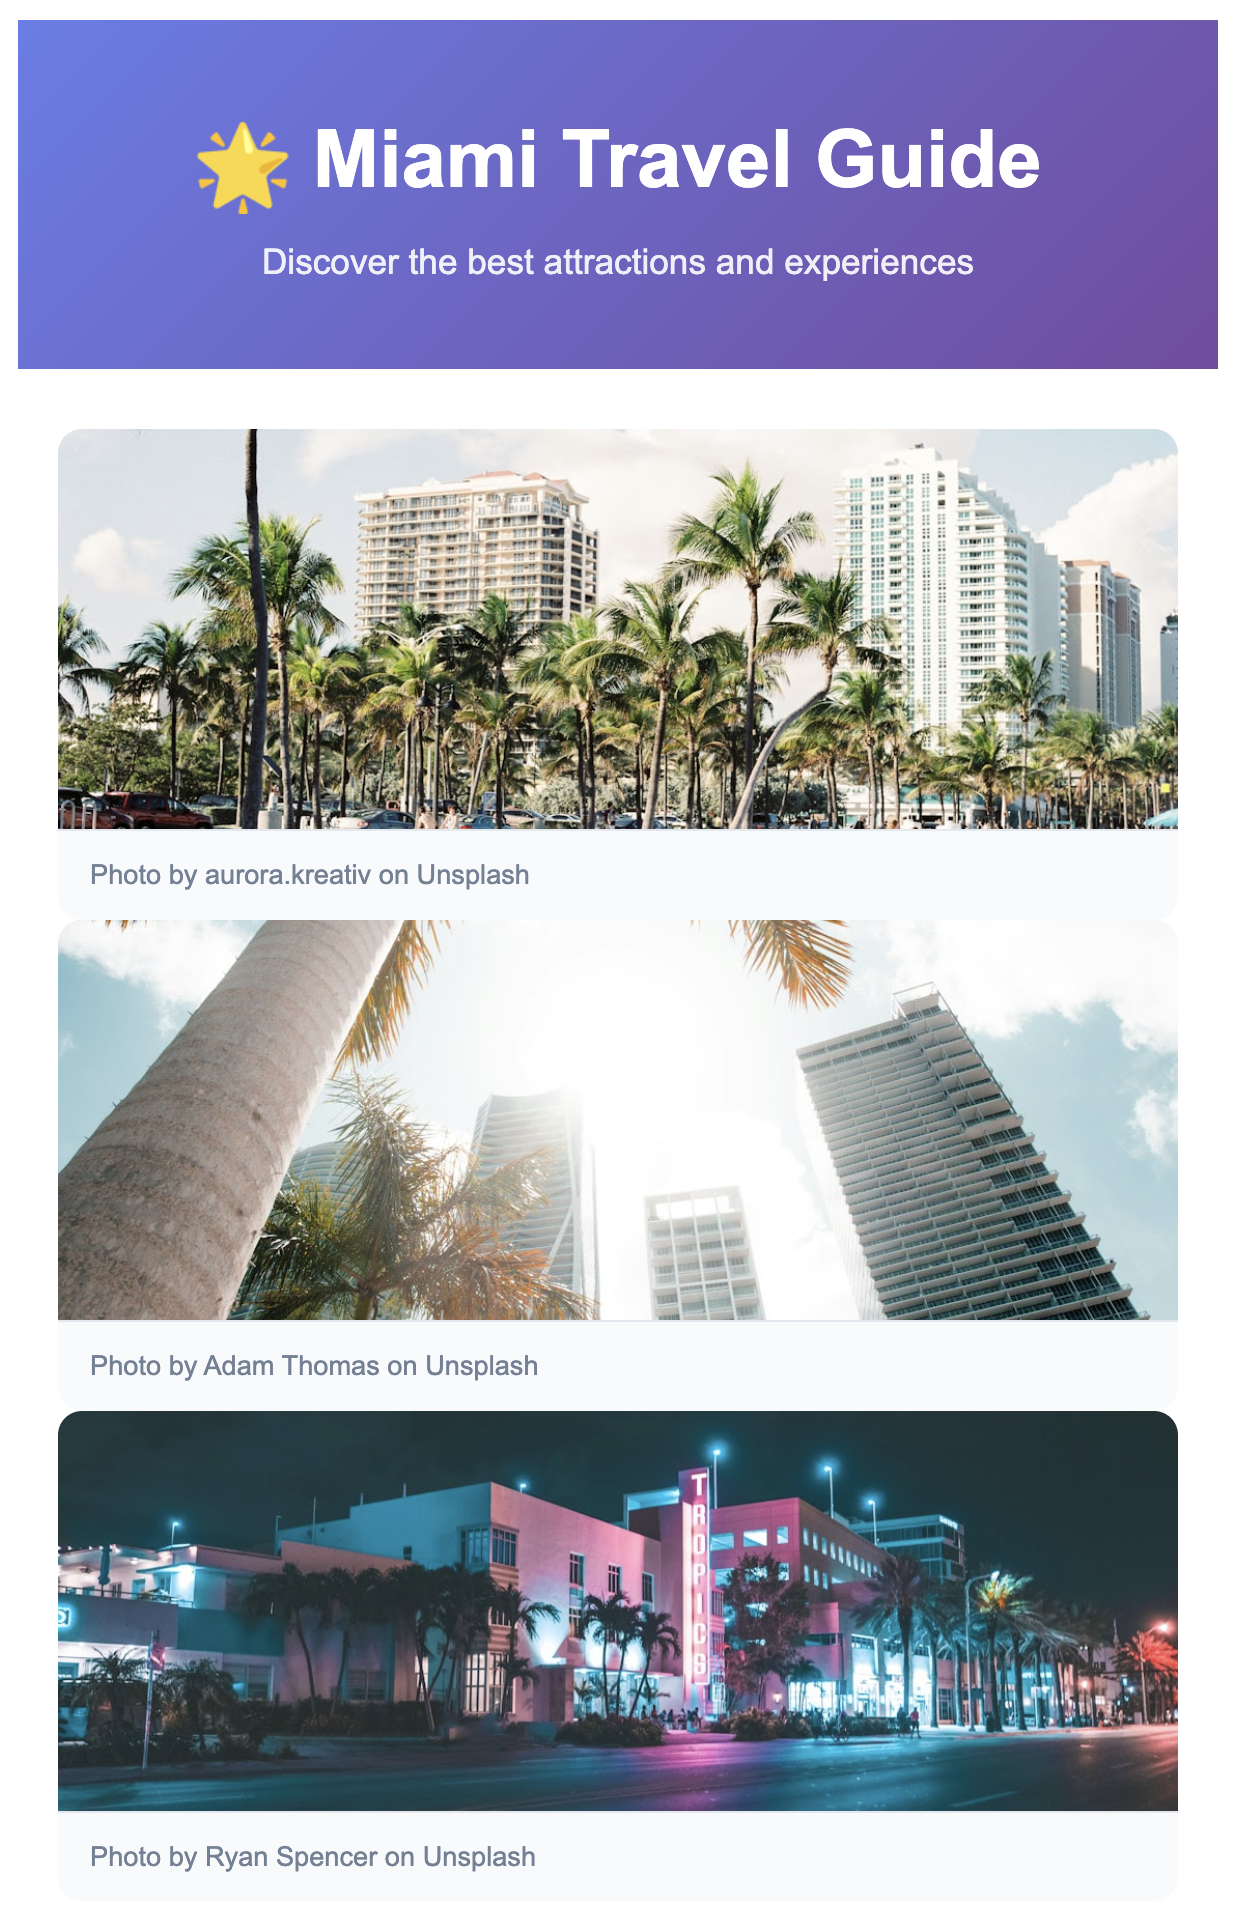 Miami Travel Guide
Discover the best attractions and experiences
Photo by aurora.kreativ on Unsplash
Photo by Adam Thomas on Unsplash
TROPICS
Photo by Ryan Spencer on Unsplash